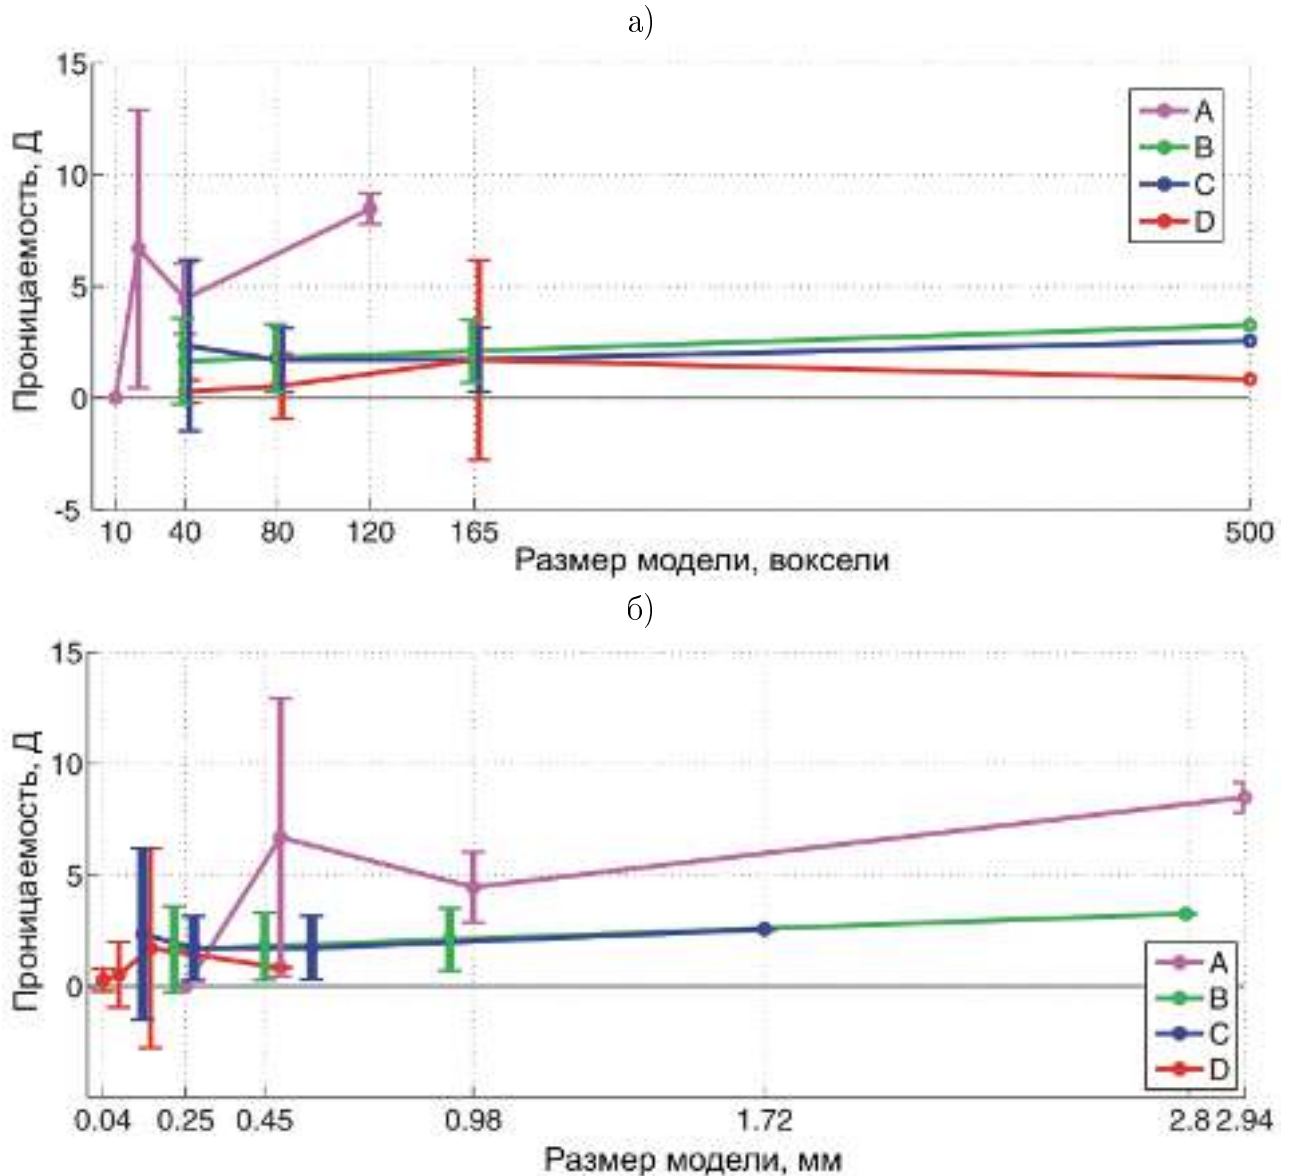 а)
15
10
5
0
-5
Проницаемость, Д
A
B
C
D
10 40 80 120 165 500
Размер модели, воксели
б)
15
10
5
0
Проницаемость, Д
A
B
C
D
0.04 0.25 0.45 0.98 1.72 2.8 2.94
Размер модели, мм